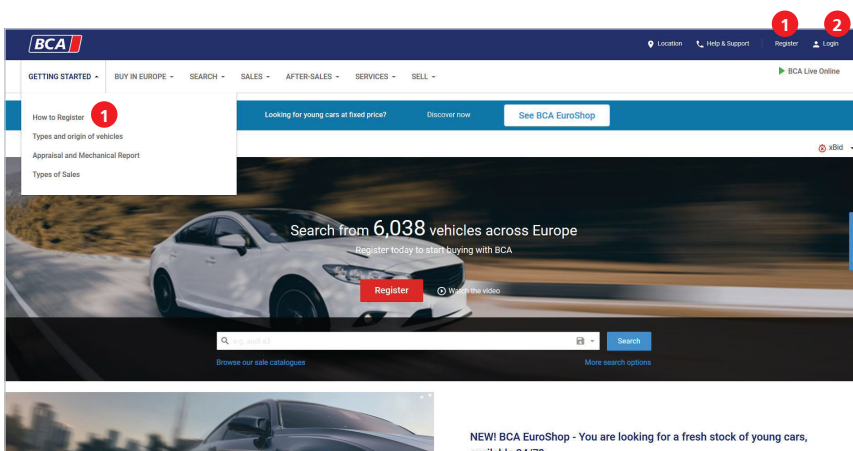 1
2
BCA
Location
Help & Support
Register
Login
GETTING STARTED
BUY IN EUROPE
SEARCH
SALES
AFTER-SALES
SERVICES
SELL
BCA Live Online
How to Register
1
Types and origin of vehicles
Appraisal and Mechanical Report
Types of Sales
Looking for young cars at fixed price?
Discover now
See BCA EuroShop
xBid
Search from 6,038 vehicles across Europe
Register today to start buying with BCA
Register
Watch the video
e.g. audi a3
Search
Browse our sale catalogues
More search options
NEW! BCA EuroShop - You are looking for a fresh stock of young cars,